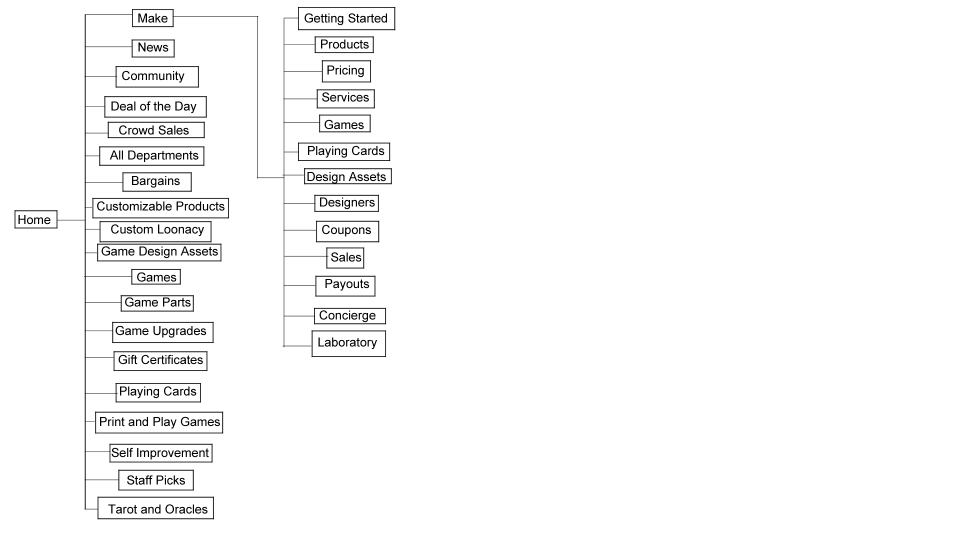 Home
Make
News
Community
Deal of the Day
Crowd Sales
All Departments
Bargains
Customizable Products
Custom Loonacy
Game Design Assets
Games
Game Parts
Game Upgrades
Gift Certificates
Playing Cards
Print and Play Games
Self Improvement
Staff Picks
Tarot and Oracles
Getting Started
Products
Pricing
Services
Games
Playing Cards
Design Assets
Designers
Coupons
Sales
Payouts
Concierge
Laboratory